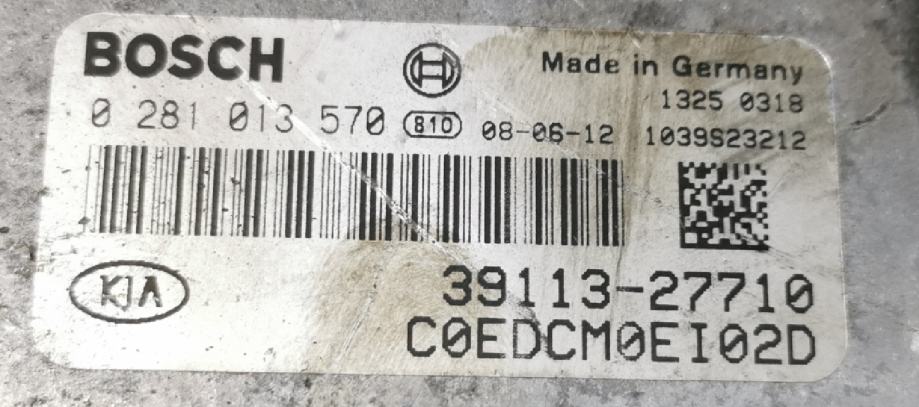 BOSCH
Made in Germany
1325 0318
0 281 013 570 810 08-06-12 1039S23212
KIA
39113-27710
C0EDCM0EI02D